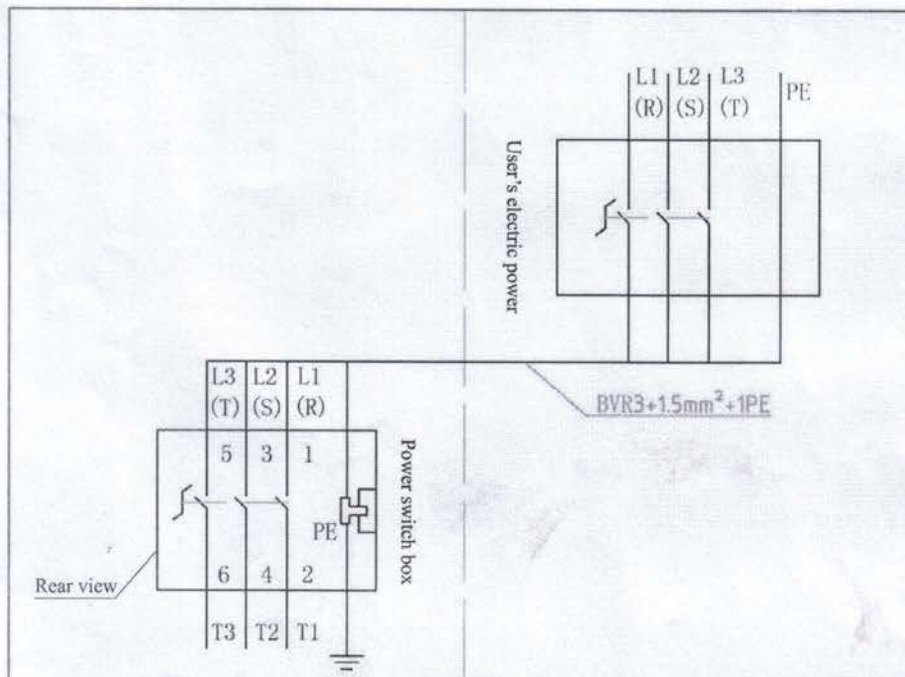 L1 L2 L3 PE
(R) (S) (T)
User's electric power
BVR3+1.5mm²+1PE
L3 L2 L1
(T) (S) (R)
5 3 1
Power switch box
PE
6 4 2
Rear view
T3 T2 T1